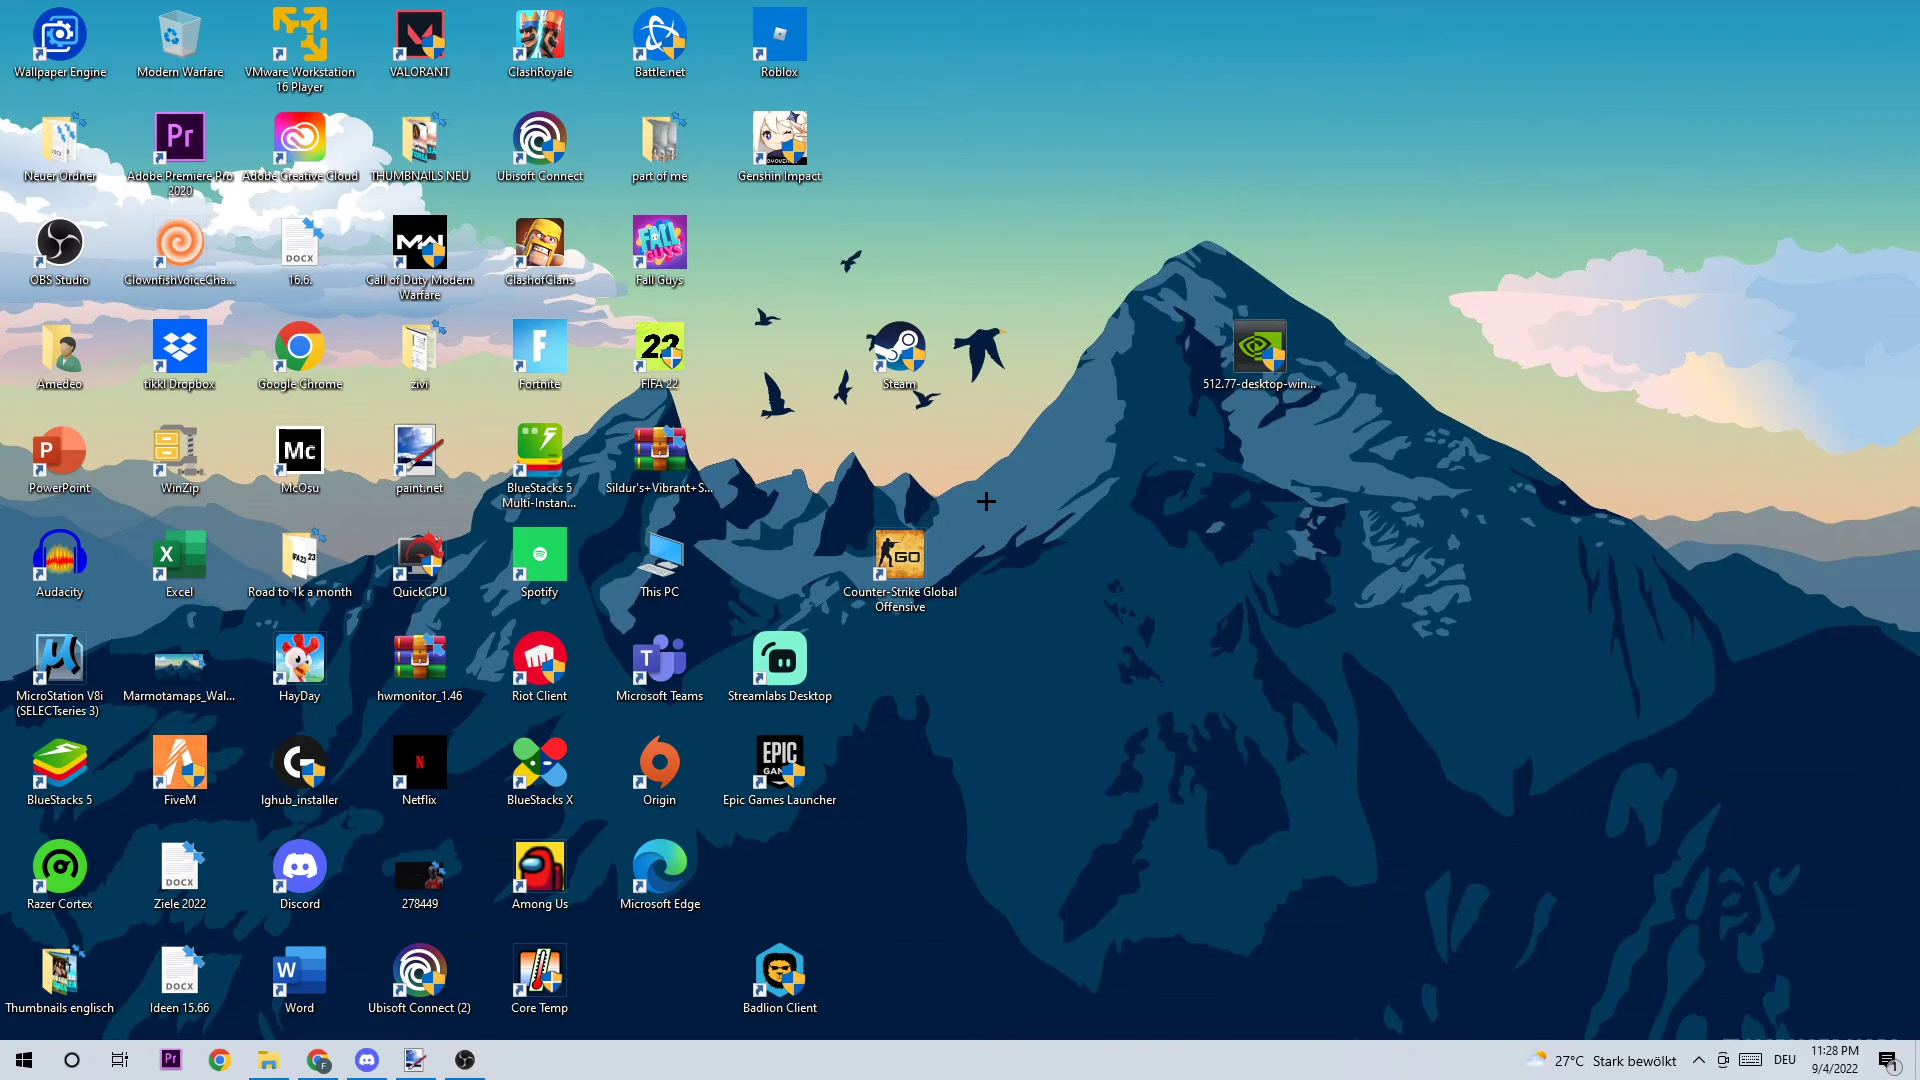 Wallpaper Engine
Modern Warfare
VMware Workstation
16 Player
VALORANT
ClashRoyale
Battle.net
Roblox
Neuer Ordner
Adobe Premiere Pro
2020
Adobe Creative Cloud
THUMBNAILS NEU
Ubisoft Connect
part of me
Genshin Impact
OBS Studio
ClownfishVoiceCha...
16.6.
Call of Duty Modern
Warfare
ClashofClans
Fall Guys
Amedeo
tikkl Dropbox
Google Chrome
zivi
Fortnite
FIFA 22
Steam
512.77-desktop-win...
PowerPoint
WinZip
McOsu
paint.net
BlueStacks 5
Multi-Instan...
Sildur's+Vibrant+S...
Audacity
Excel
Road to 1k a month
QuickCPU
Spotify
This PC
Counter-Strike Global
Offensive
MicroStation V8i
(SELECTseries 3)
Marmotamaps_Wal...
HayDay
hwmonitor_1.46
Riot Client
Microsoft Teams
Streamlabs Desktop
BlueStacks 5
FiveM
lghub_installer
Netflix
BlueStacks X
Origin
Epic Games Launcher
Razer Cortex
Ziele 2022
Discord
278449
Among Us
Microsoft Edge
Thumbnails englisch
Ideen 15.66
Word
Ubisoft Connect (2)
Core Temp
Badlion Client
27°C Stark bewölkt
DEU
11:28 PM
9/4/2022